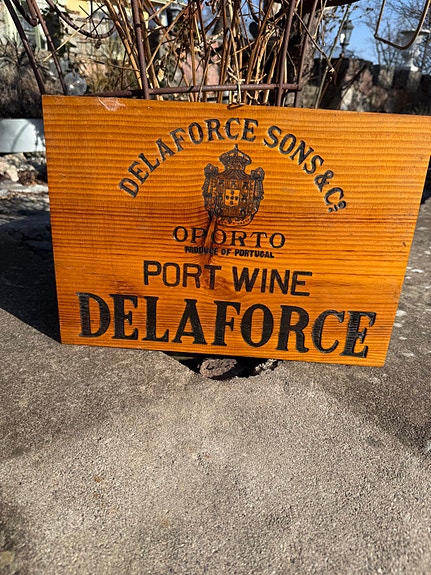 DELAFORCE SONS & Cº
OPORTO
PRODUCE OF PORTUGAL
PORT WINE
DELAFORCE